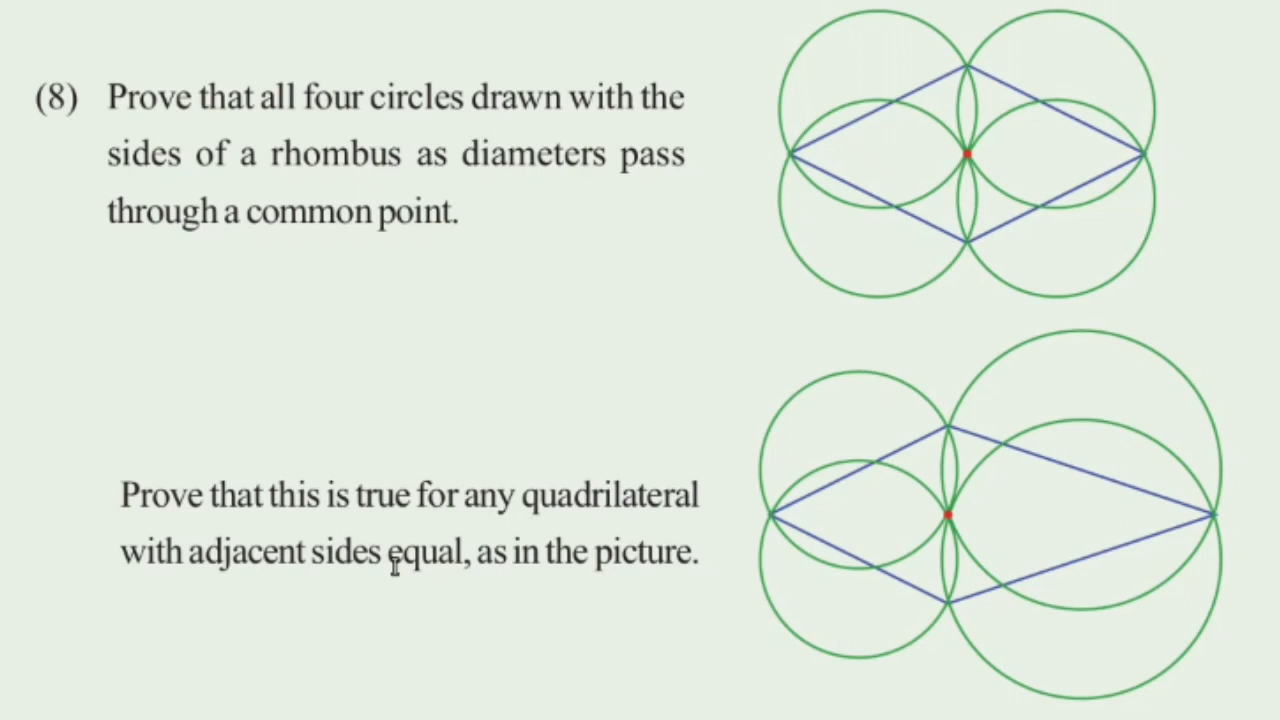 (8) Prove that all four circles drawn with the
sides of a rhombus as diameters pass
through a common point.
Prove that this is true for any quadrilateral
with adjacent sides equal, as in the picture.